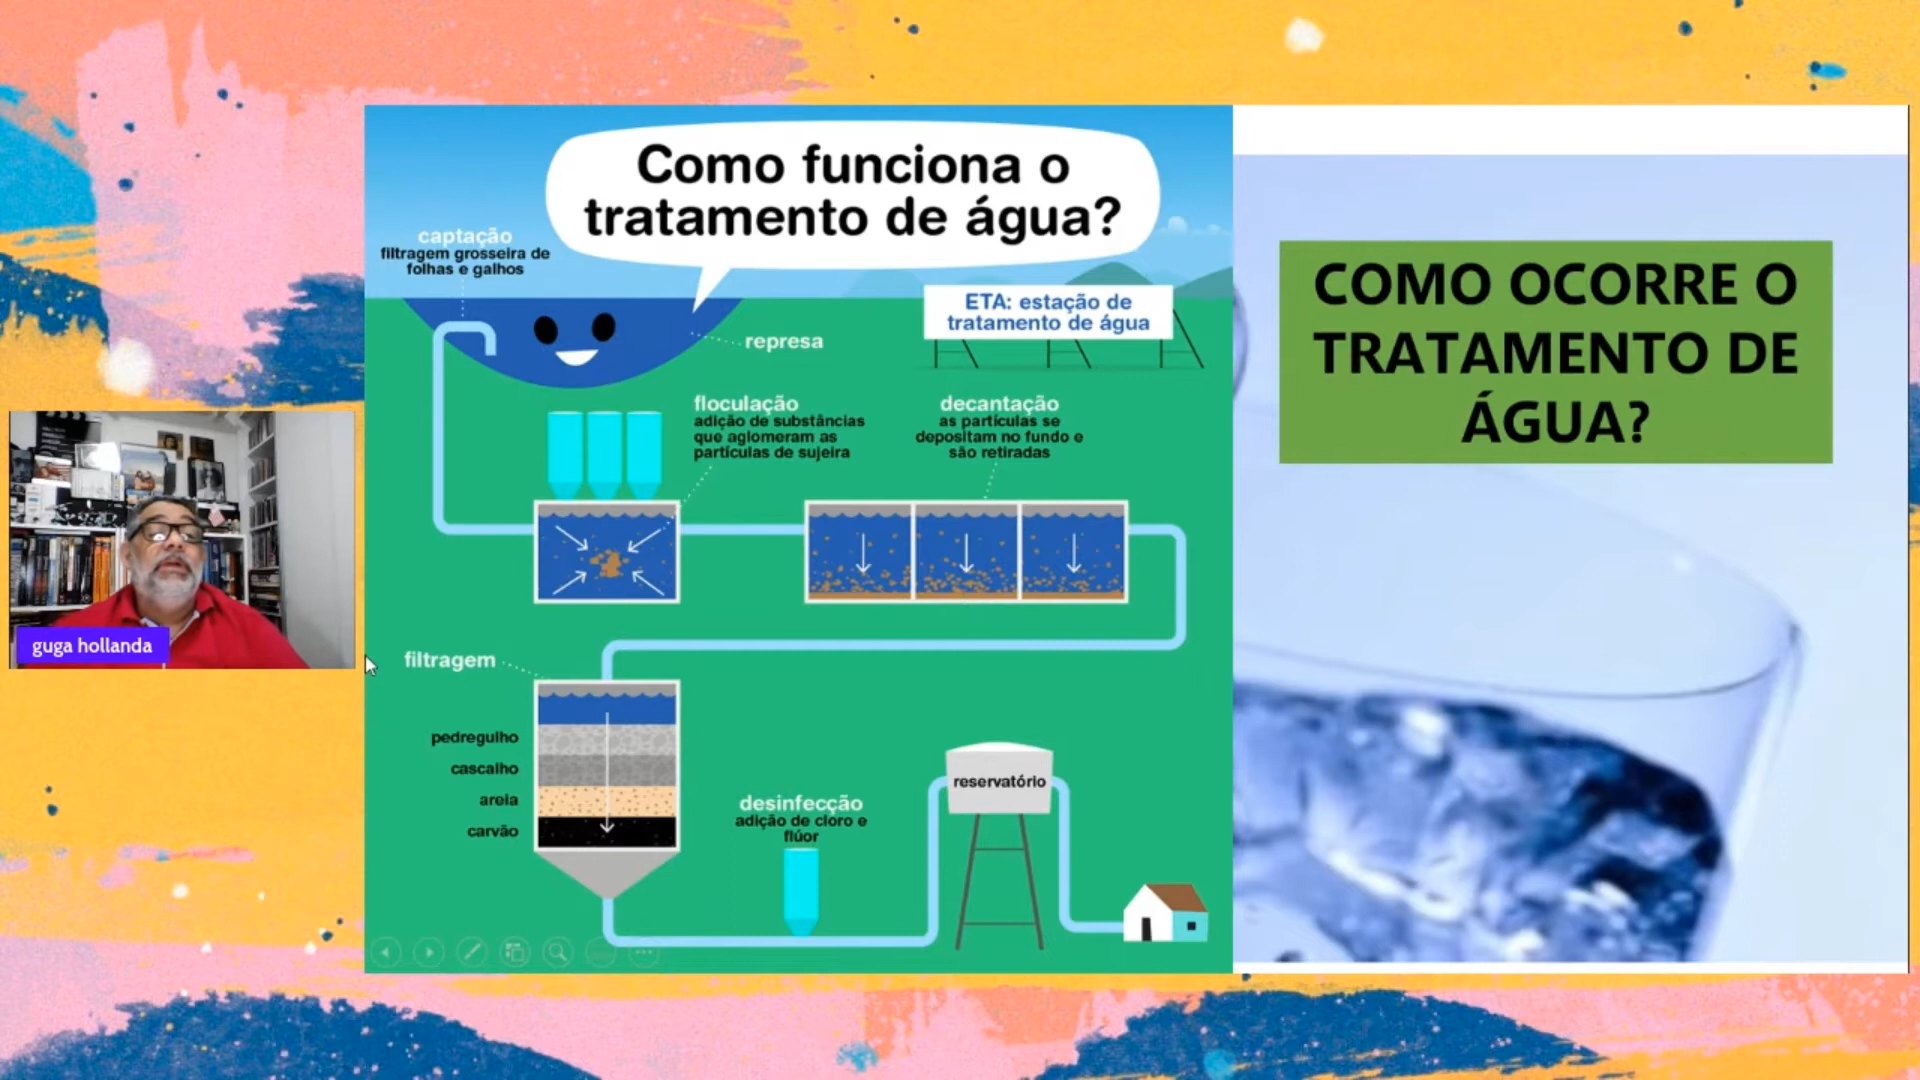 Como funciona o
tratamento de água?
captação
filtragem grosseira de
folhas e galhos
ETA: estação de
tratamento de água
represa
floculação
adição de substâncias
que aglomeram as
partículas de sujeira
decantação
as partículas se
depositam no fundo e
são retiradas
filtragem
pedregulho
cascalho
areia
carvão
desinfecção
adição de cloro e
flúor
reservatório
COMO OCORRE O
TRATAMENTO DE
ÁGUA?
guga hollanda